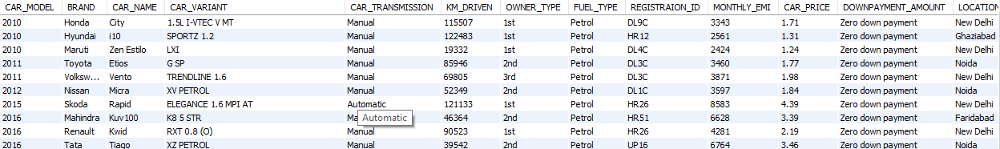 CAR_MODEL BRAND CAR_NAME CAR_VARIANT CAR_TRANSMISSION KM_DRIVEN OWNER_TYPE FUEL_TYPE REGISTRAION_ID MONTHLY_EMI CAR_PRICE DOWNPAYMENT_AMOUNT LOCATION
2010 Honda City 1.5L I-VTEC V MT Manual 115507 1st Petrol DL9C 3343 1.71 Zero down payment New Delhi
2010 Hyundai i10 SPORTZ 1.2 Manual 122483 1st Petrol HR12 2561 1.31 Zero down payment Ghaziabad
2010 Maruti Zen Estilo LXI Manual 19332 1st Petrol DL4C 2424 1.24 Zero down payment New Delhi
2011 Toyota Etios G SP Manual 85946 2nd Petrol DL3C 3460 1.77 Zero down payment Noida
2011 Volksw... Vento TRENDLINE 1.6 Manual 69805 3rd Petrol DL3C 3871 1.98 Zero down payment New Delhi
2012 Nissan Micra XV PETROL Manual 52349 2nd Petrol DL1C 3597 1.84 Zero down payment Noida
2015 Skoda Rapid ELEGANCE 1.6 MPI AT Automatic 121133 1st Petrol HR26 8583 4.39 Zero down payment New Delhi
2016 Mahindra Kuv100 K8 5 STR Ma Automatic 46364 2nd Petrol HR51 6628 3.39 Zero down payment Faridabad
2016 Renault Kwid RXT 0.8 (O) Manual 90523 1st Petrol HR26 4281 2.19 Zero down payment New Delhi
2016 Tata Tiago XZ PETROL Manual 39542 2nd Petrol UP16 6764 3.46 Zero down payment Noida